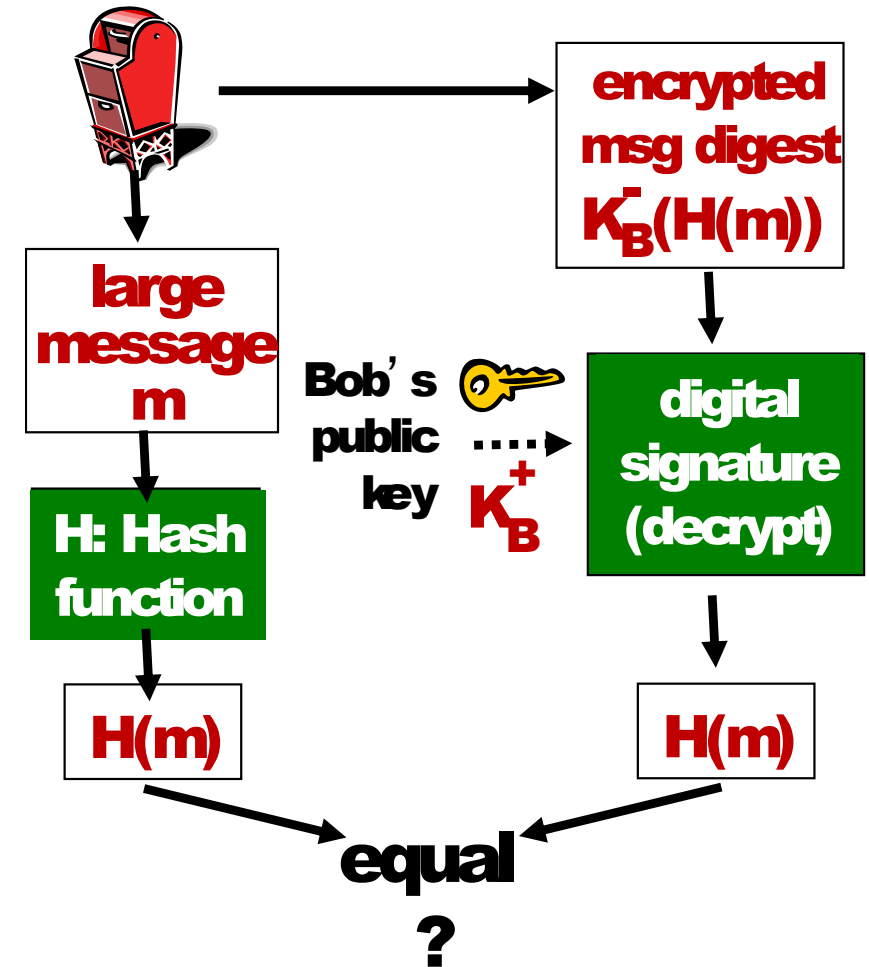 encrypted
msg digest
K⁻B(H(m))
large
message
m
Bob's
public
key
K⁺B
digital
signature
(decrypt)
H: Hash
function
H(m)
H(m)
equal
?